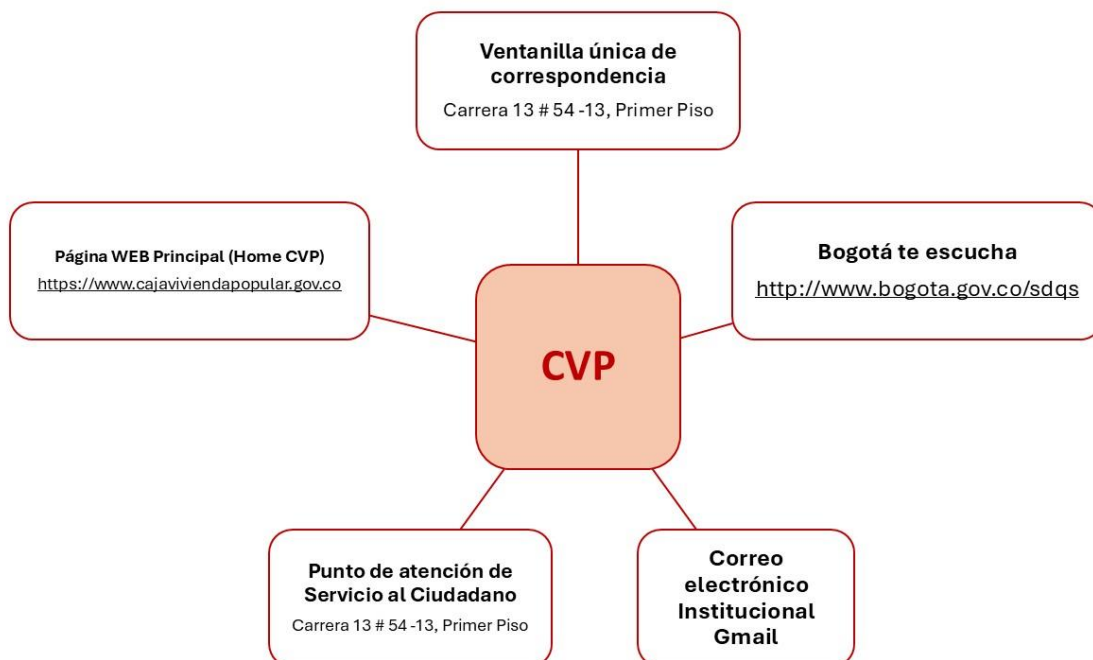 Ventanilla única de
correspondencia
Carrera 13 # 54 -13, Primer Piso
Página WEB Principal (Home CVP)
https://www.cajaviviendapopular.gov.co
Bogotá te escucha
http://www.bogota.gov.co/sdqs
CVP
Punto de atención de
Servicio al Ciudadano
Carrera 13 # 54 -13, Primer Piso
Correo
electrónico
Institucional
Gmail